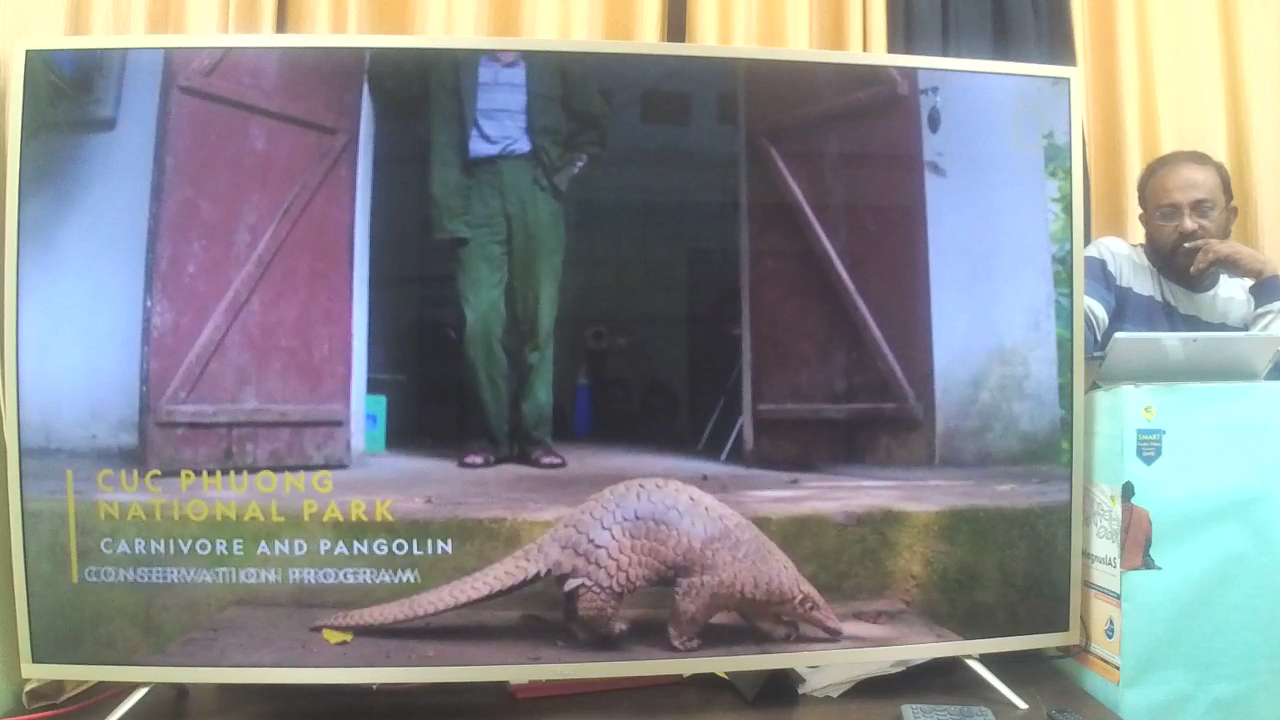 CUC PHUONG
NATIONAL PARK
CARNIVORE AND PANGOLIN
CONSERVATION PROGRAM
SMART